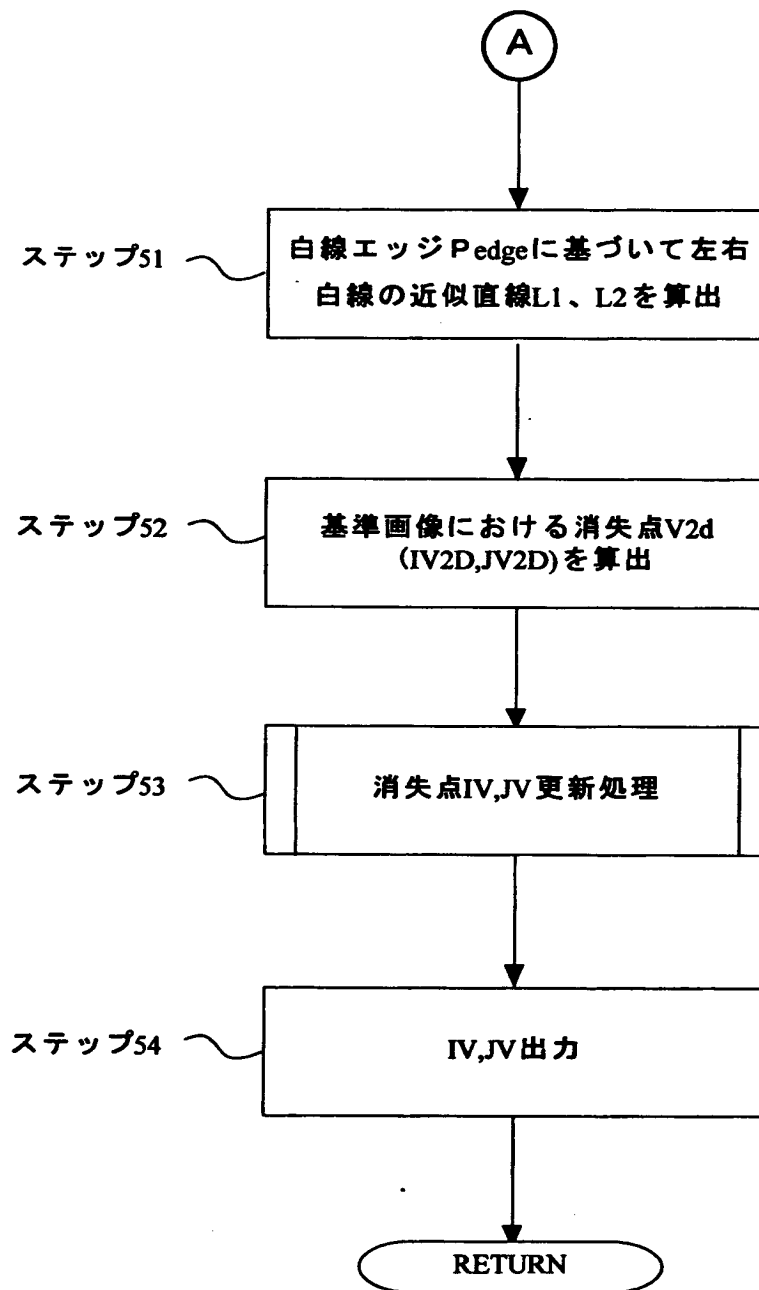 A
ステップ51
白線エッジPedgeに基づいて左右
白線の近似直線L1、L2を算出
ステップ52
基準画像における消失点V2d
(IV2D,JV2D)を算出
ステップ53
消失点IV,JV更新処理
ステップ54
IV,JV出力
RETURN